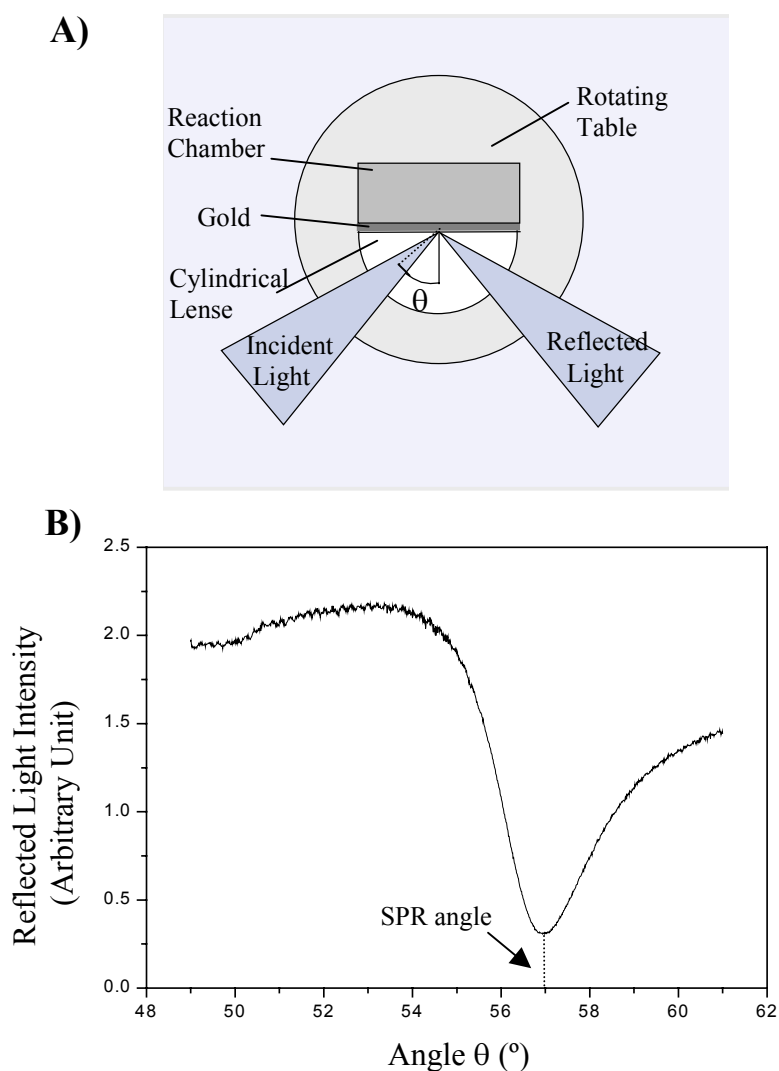 A)
Reaction
Chamber
Rotating
Table
Gold
Cylindrical
Lense
θ
Incident
Light
Reflected
Light
B)
Reflected Light Intensity
(Arbitrary Unit)
2.5
2.0
1.5
1.0
0.5
0.0
SPR angle
48 50 52 54 56 58 60 62
Angle θ (º)